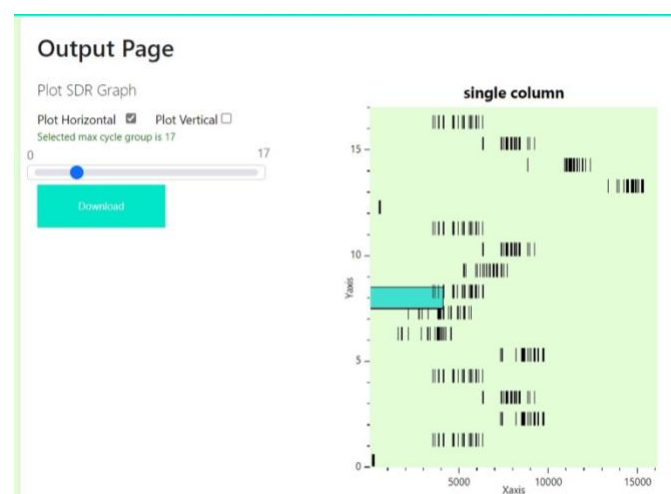 Output Page
Plot SDR Graph
Plot Horizontal Plot Vertical
Selected max cycle group is 17
0 17
Download
single column
15
10
Yaxis
5
0
5000 10000 15000
Xaxis